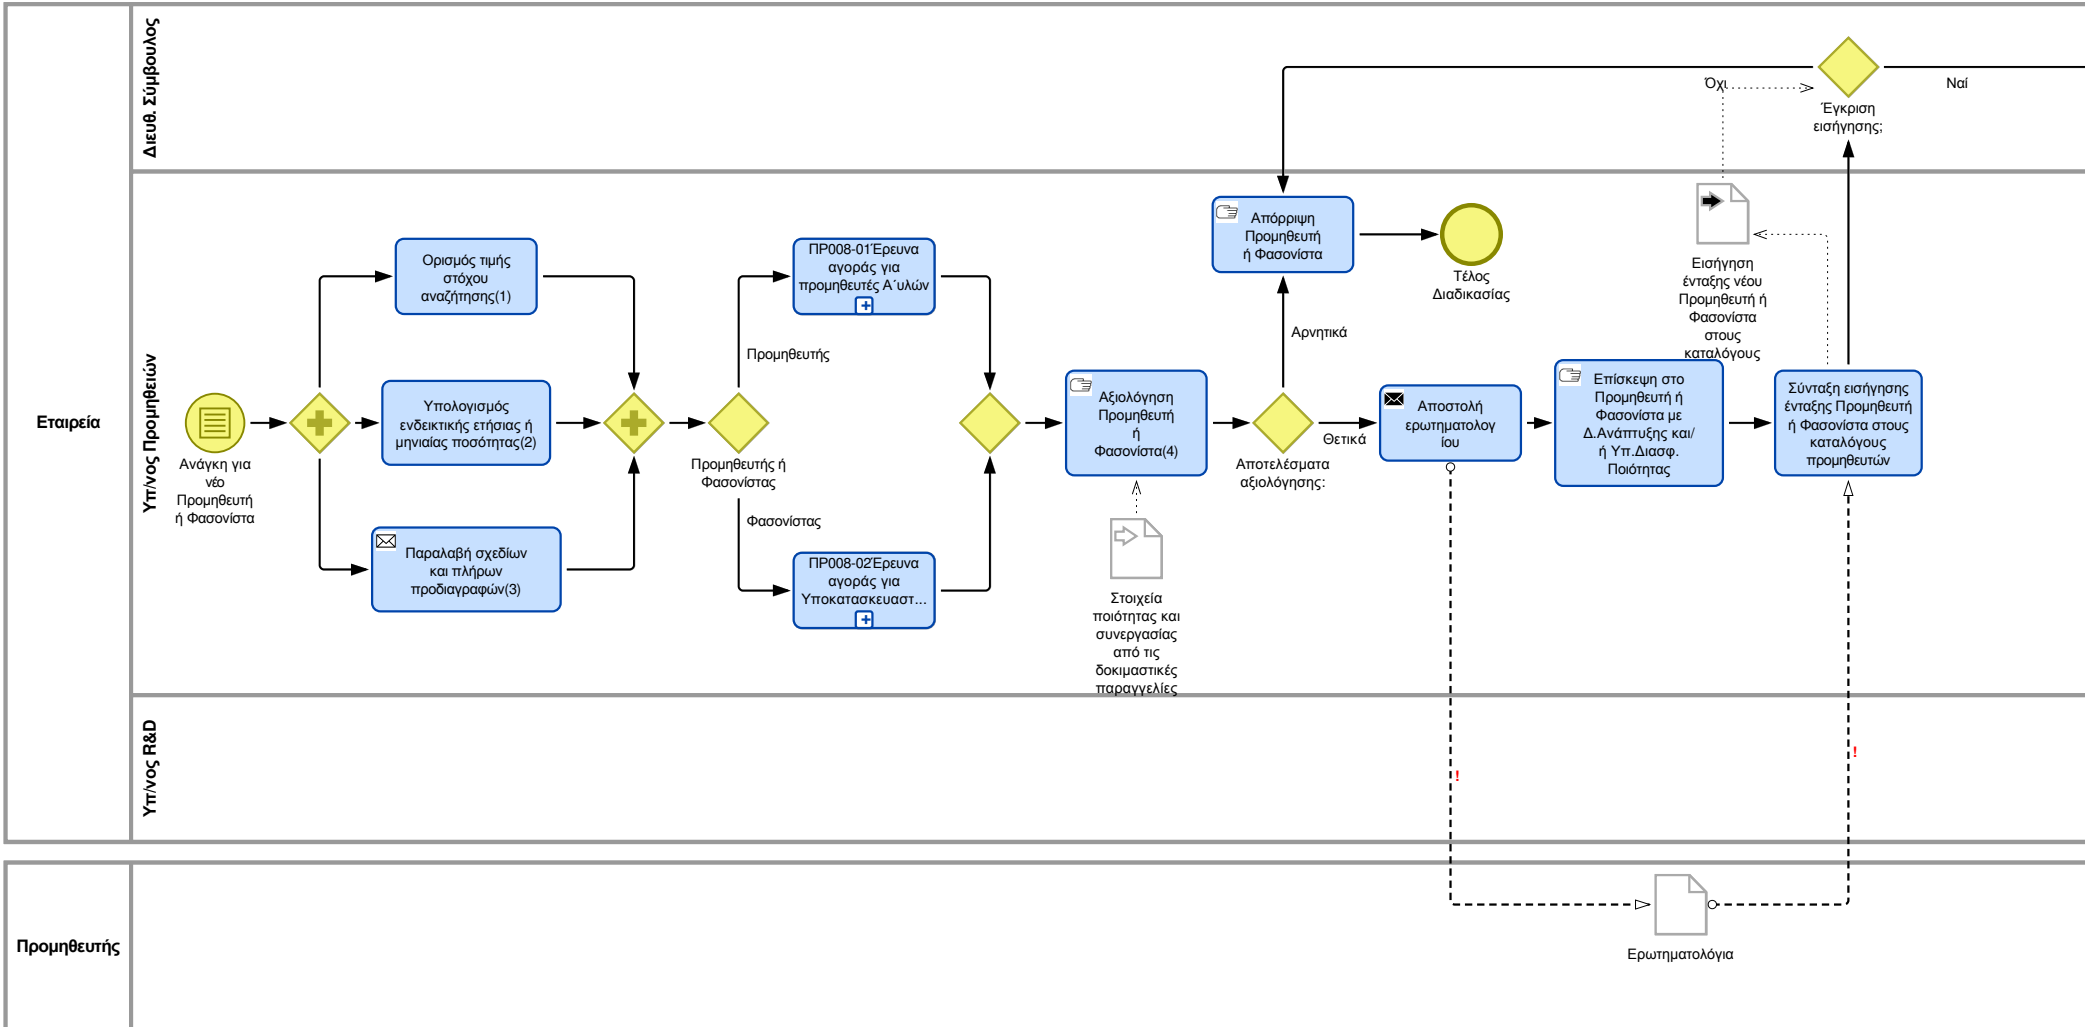 Εταιρεία
Διευθ. Σύμβουλος
Όχι
Ναί
Έγκριση
εισήγησης;
Υπ/νος Προμηθειών
Ανάγκη για
νέο
Προμηθευτή
ή Φασονίστα
Ορισμός τιμής
στόχου
αναζήτησης(1)
Υπολογισμός
ενδεικτικής ετήσιας ή
μηνιαίας ποσότητας(2)
Παραλαβή σχεδίων
και πλήρων
προδιαγραφών(3)
Προμηθευτής ή
Φασονίστας
Προμηθευτής
Φασονίστας
ΠΡ008-01Έρευνα
αγοράς για
προμηθευτές Α΄υλών
ΠΡ008-02Έρευνα
αγοράς για
Υποκατασκευαστ...
Αξιολόγηση
Προμηθευτή
ή
Φασονίστα(4)
Στοιχεία
ποιότητας και
συνεργασίας
από τις
δοκιμαστικές
παραγγελίες
Αποτελέσματα
αξιολόγησης:
Αρνητικά
Θετικά
Απόρριψη
Προμηθευτή
ή Φασονίστα
Τέλος
Διαδικασίας
Αποστολή
ερωτηματολογ
ίου
Επίσκεψη στο
Προμηθευτή ή
Φασονίστα με
Δ.Ανάπτυξης και/
ή Υπ.Διασφ.
Ποιότητας
Εισήγηση
ένταξης νέου
Προμηθευτή ή
Φασονίστα
στους
καταλόγους
Σύνταξη εισήγησης
ένταξης Προμηθευτή
ή Φασονίστα στους
καταλόγους
προμηθευτών
Υπ/νος R&D
!
!
Προμηθευτής
Ερωτηματολόγια